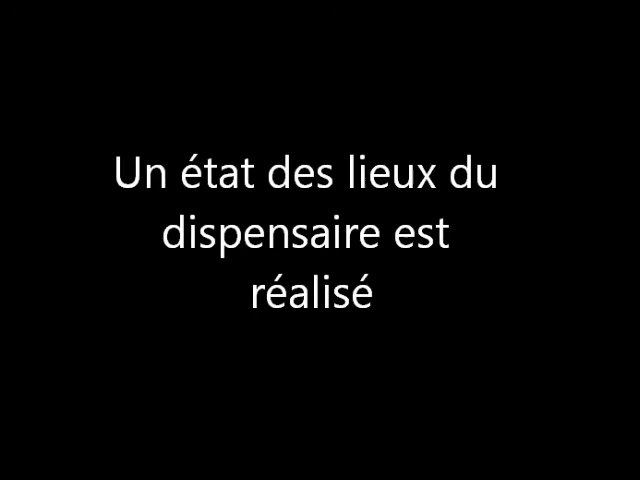 Un état des lieux du
dispensaire est
réalisé